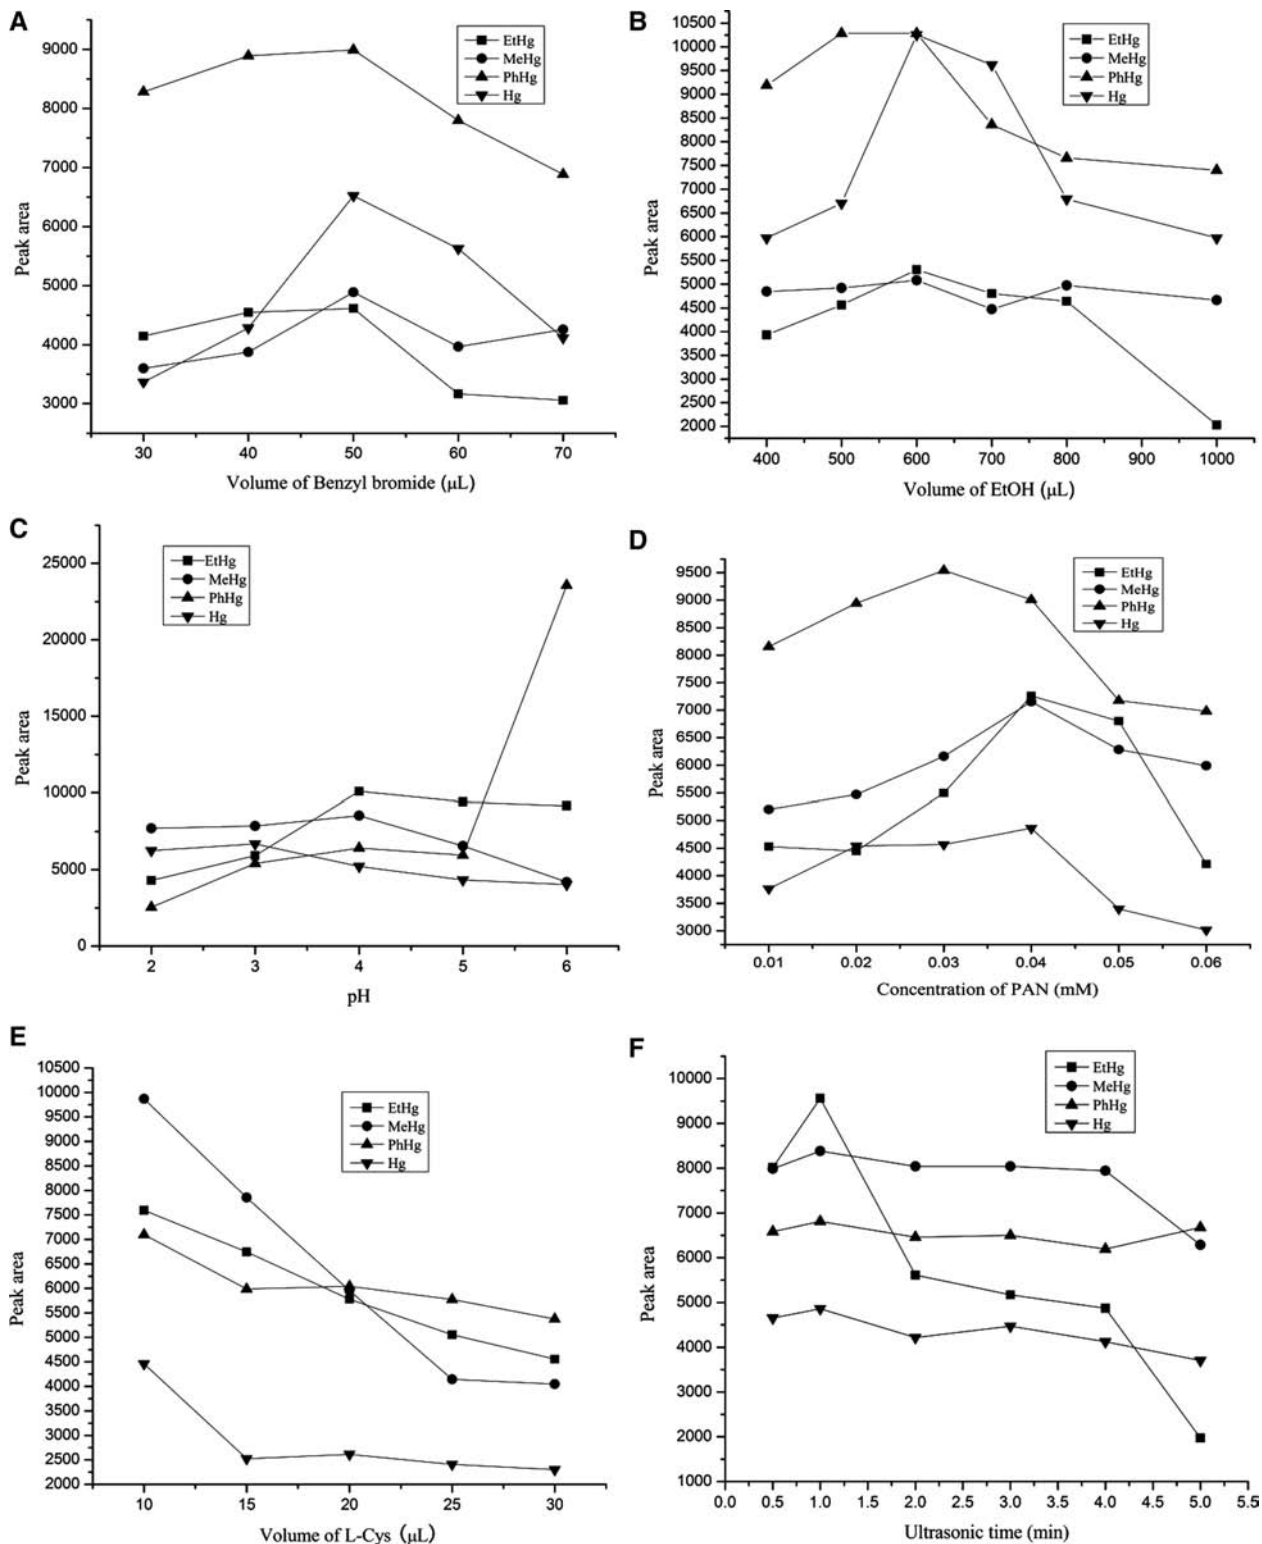 A
9000
8000
7000
6000
5000
4000
3000
Peak area
EtHg
MeHg
PhHg
Hg
30 40 50 60 70
Volume of Benzyl bromide (μL)
B
10500
10000
9500
9000
8500
8000
7500
7000
6500
6000
5500
5000
4500
4000
3500
3000
2500
2000
Peak area
EtHg
MeHg
PhHg
Hg
400 500 600 700 800 900 1000
Volume of EtOH (μL)
C
25000
20000
15000
10000
5000
0
Peak area
EtHg
MeHg
PhHg
Hg
2 3 4 5 6
pH
D
9500
9000
8500
8000
7500
7000
6500
6000
5500
5000
4500
4000
3500
3000
Peak area
EtHg
MeHg
PhHg
Hg
0.01 0.02 0.03 0.04 0.05 0.06
Concentration of PAN (mM)
E
10500
10000
9500
9000
8500
8000
7500
7000
6500
6000
5500
5000
4500
4000
3500
3000
2500
2000
Peak area
EtHg
MeHg
PhHg
Hg
10 15 20 25 30
Volume of L-Cys (μL)
F
10000
9000
8000
7000
6000
5000
4000
3000
2000
1000
Peak area
EtHg
MeHg
PhHg
Hg
0.0 0.5 1.0 1.5 2.0 2.5 3.0 3.5 4.0 4.5 5.0 5.5
Ultrasonic time (min)